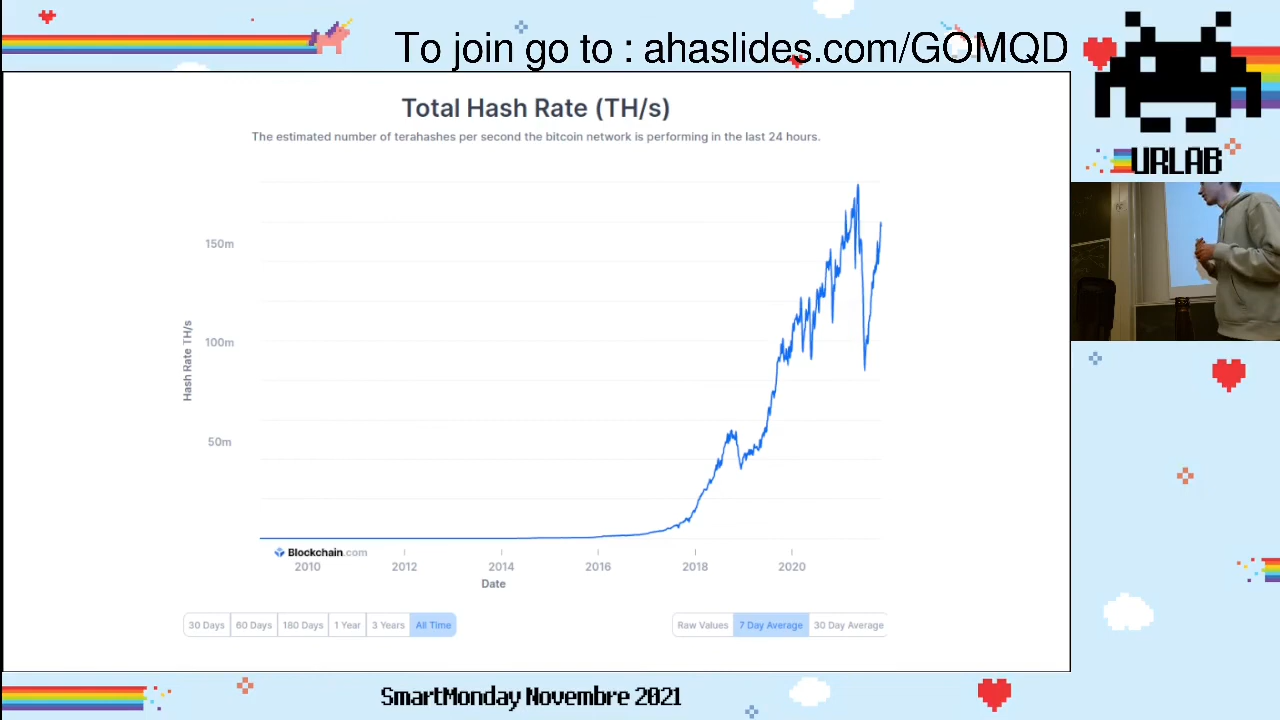 To join go to : ahaslides.com/GOMQD
URLAB
Total Hash Rate (TH/s)
The estimated number of terahashes per second the bitcoin network is performing in the last 24 hours.
150m
100m
50m
Hash Rate TH/s
Blockchain.com
2010 2012 2014 2016 2018 2020
Date
30 Days 60 Days 180 Days 1 Year 3 Years All Time
Raw Values 7 Day Average 30 Day Average
SmartMonday Novembre 2021